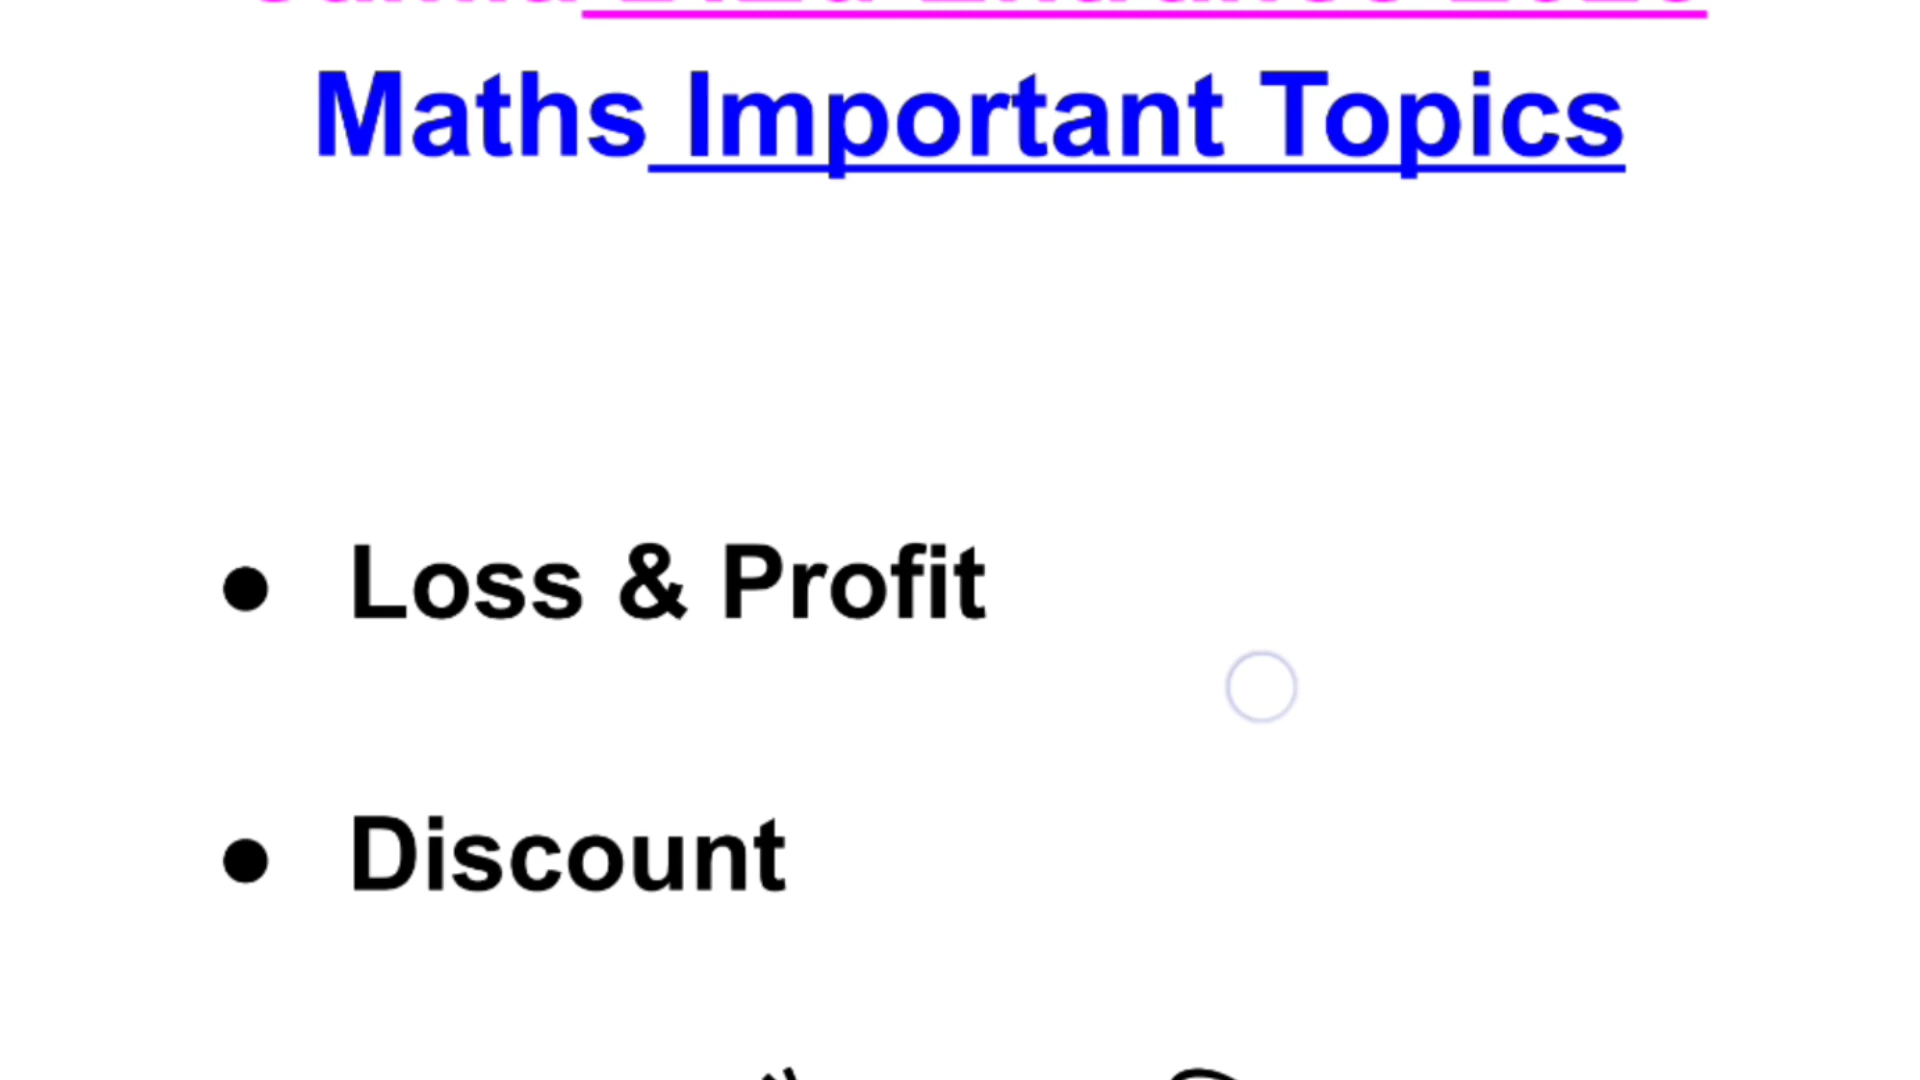 Maths Important Topics
● Loss & Profit
● Discount